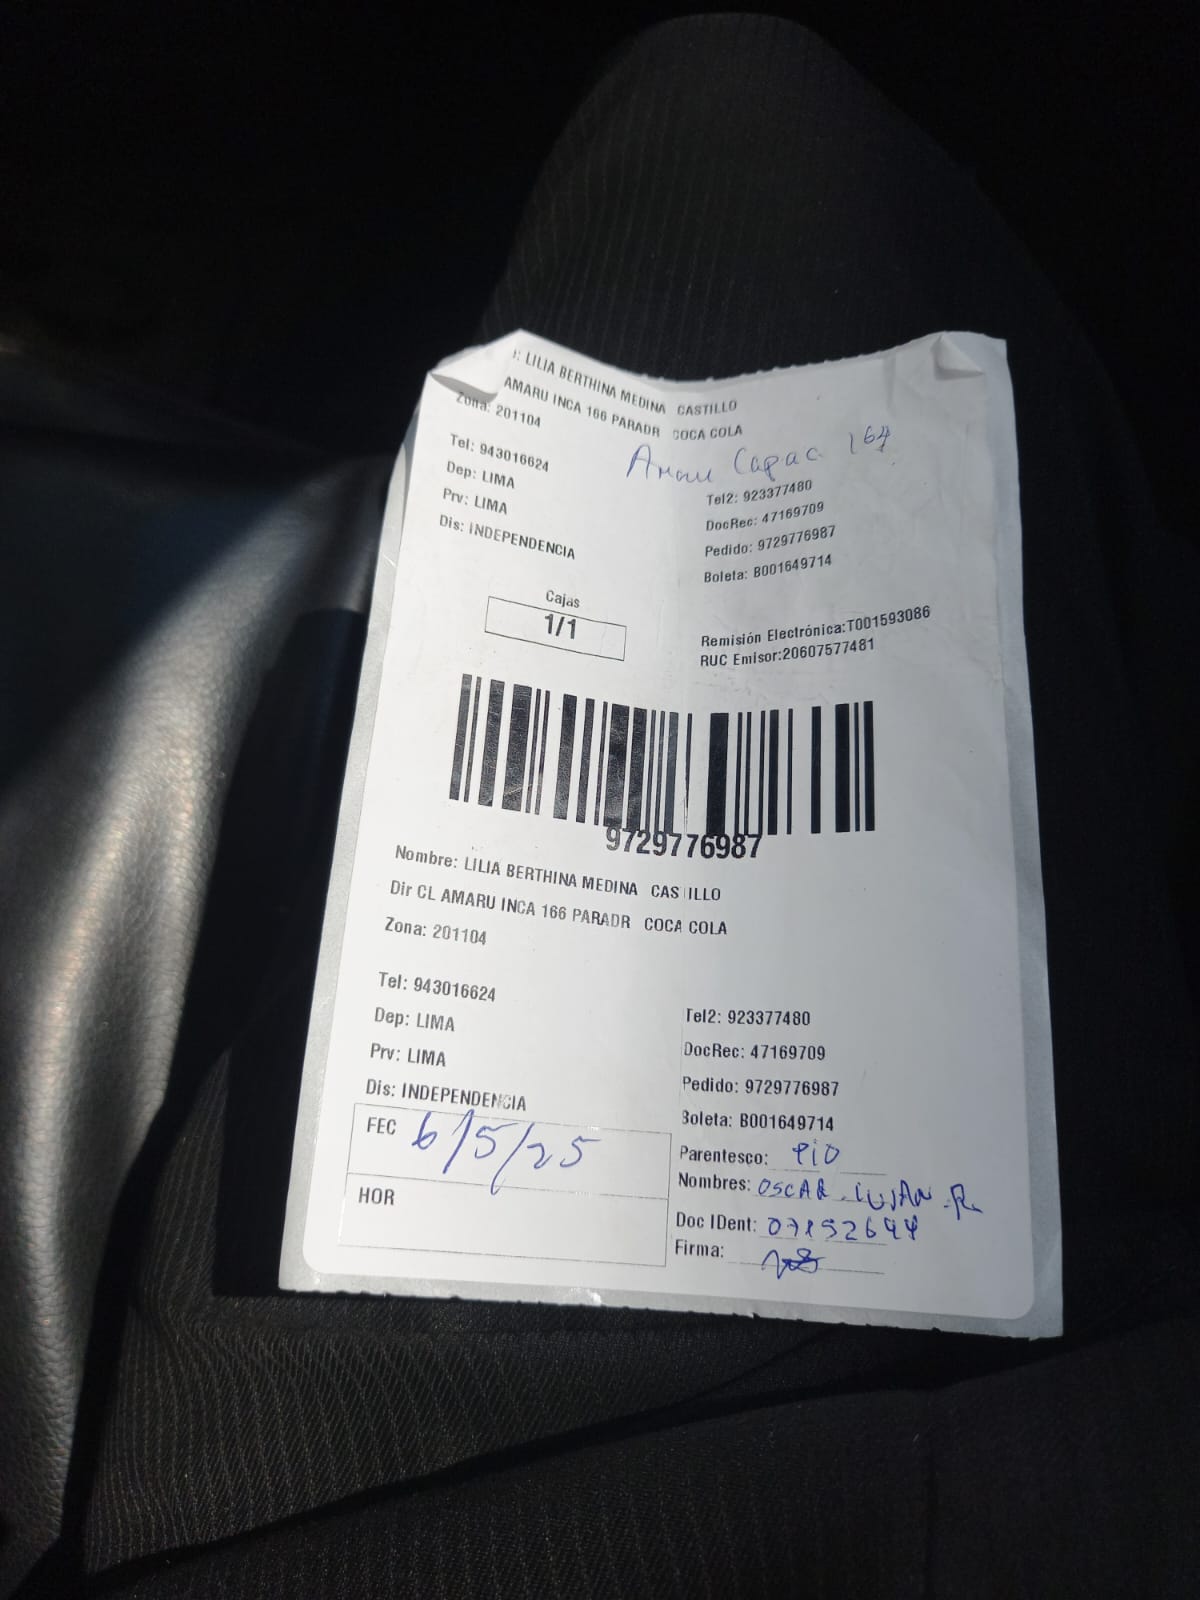 : LILIA BERTHINA MEDINA CASTILLO
AMARU INCA 166 PARADR COCA COLA
Zona: 201104
Capac 164
Tel: 943016624
Tel2: 923377480
Dep: LIMA
DocRec: 47169709
Prv: LIMA
Pedido: 9729776987
Dis: INDEPENDENCIA
Boleta: B001649714
Cajas
1/1
Remisión Electrónica:T001593086
RUC Emisor:20607577481
9729776987
Nombre: LILIA BERTHINA MEDINA CASTILLO
Dir CL AMARU INCA 166 PARADR COCA COLA
Zona: 201104
Tel: 943016624
Tel2: 923377480
Dep: LIMA
DocRec: 47169709
Prv: LIMA
Pedido: 9729776987
Dis: INDEPENDENCIA
Boleta: B001649714
FEC 6/5/25
Parentesco:
Nombres: OSCAR LUJAN R
HOR
Doc IDent:
Firma: